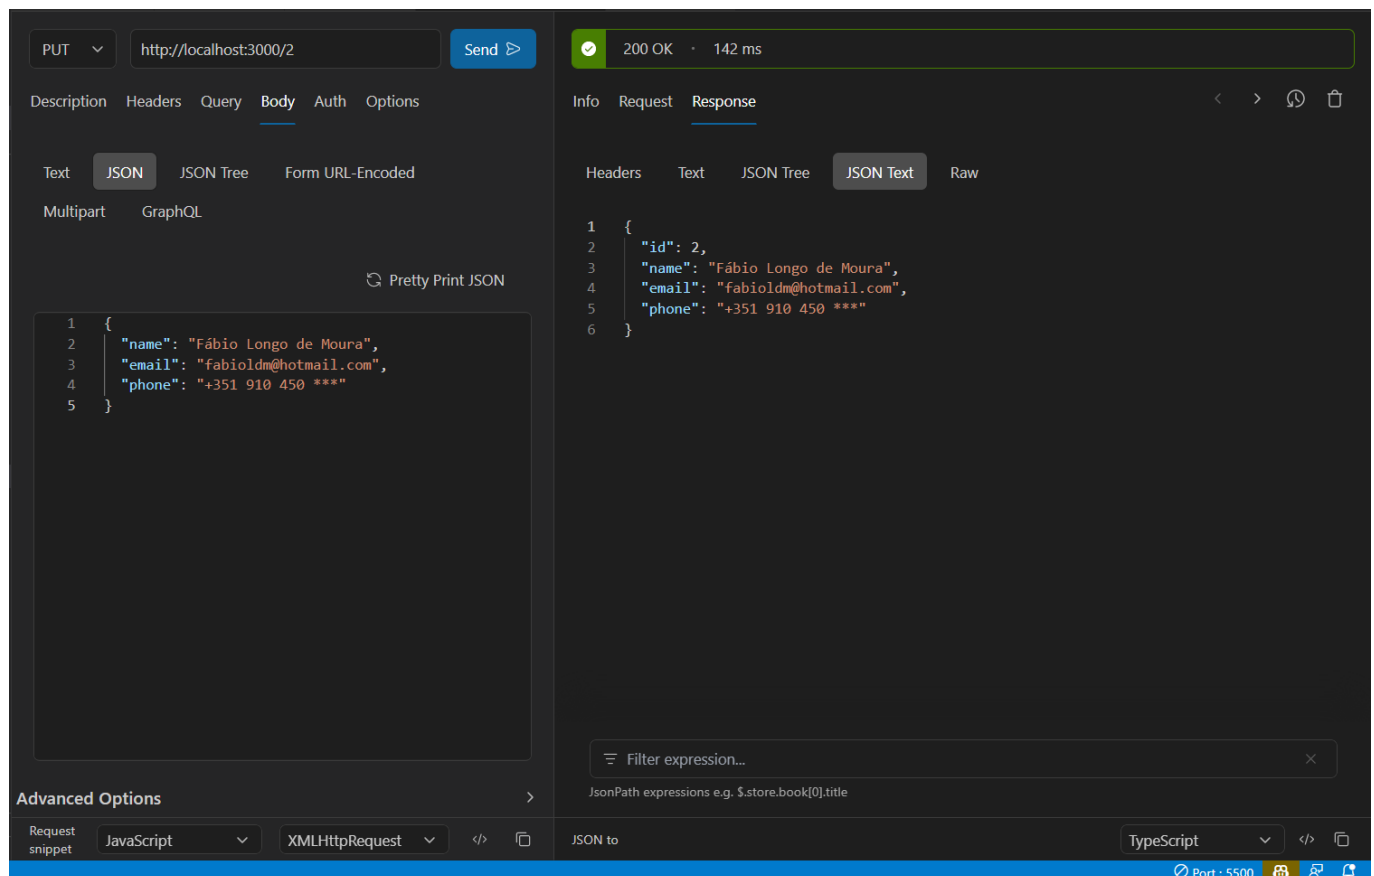 PUT
http://localhost:3000/2
Send
Description Headers Query Body Auth Options
Text JSON JSON Tree Form URL-Encoded
Multipart GraphQL
Pretty Print JSON
1 {
2 "name": "Fábio Longo de Moura",
3 "email": "fabioldm@hotmail.com",
4 "phone": "+351 910 450 ***"
5 }
Advanced Options
Request snippet
JavaScript
XMLHttpRequest
</>
200 OK · 142 ms
Info Request Response
Headers Text JSON Tree JSON Text Raw
1 {
2 "id": 2,
3 "name": "Fábio Longo de Moura",
4 "email": "fabioldm@hotmail.com",
5 "phone": "+351 910 450 ***"
6 }
Filter expression...
JsonPath expressions e.g. $.store.book[0].title
JSON to
TypeScript
</>
Port : 5500